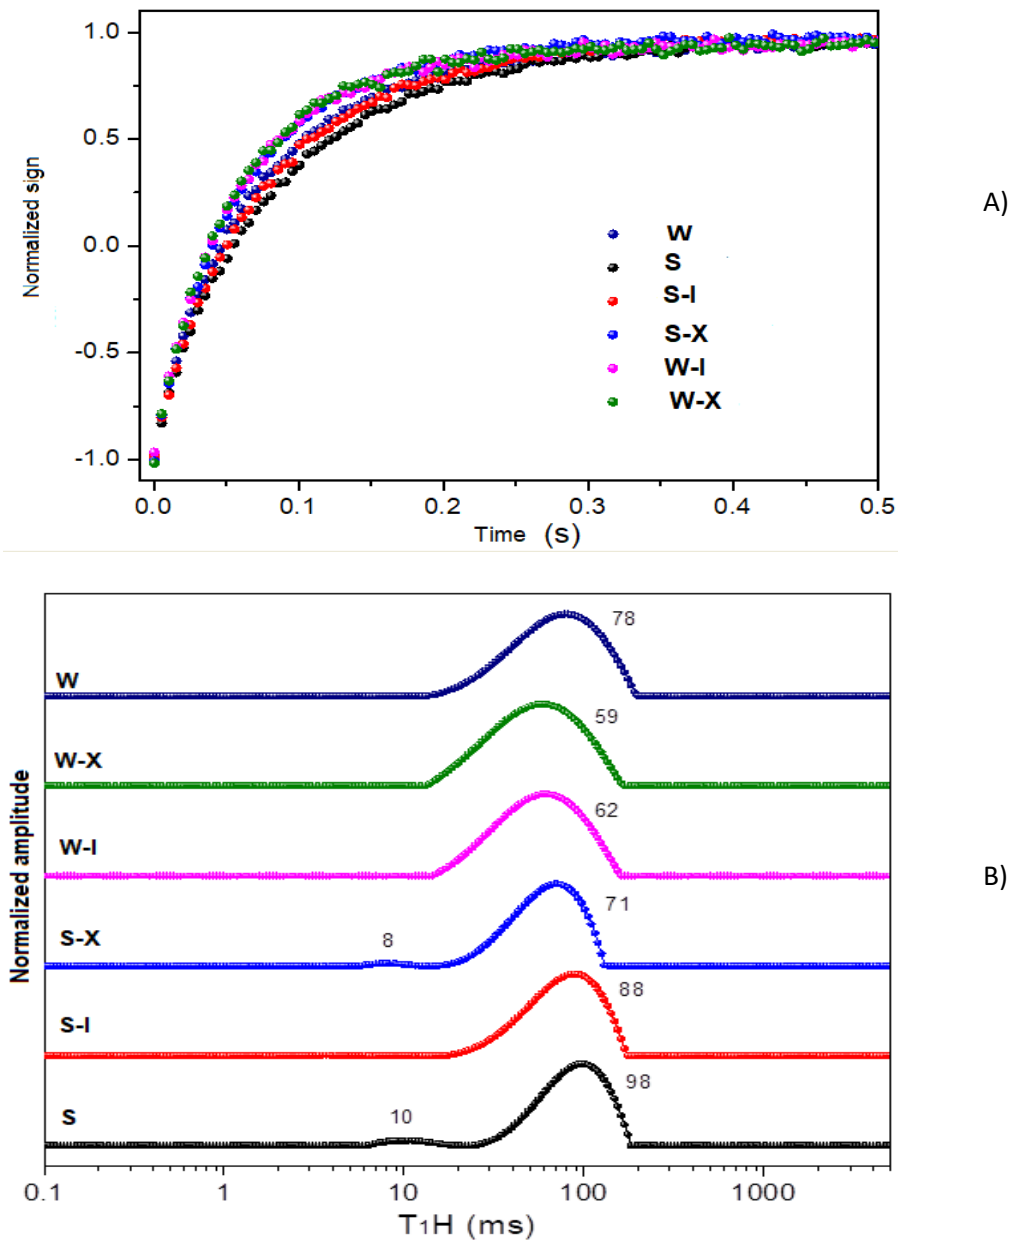 1.0
0.5
0.0
-0.5
-1.0
Normalized sign
W
S
S-I
S-X
W-I
W-X
A)
0.0 0.1 0.2 0.3 0.4 0.5
Time (s)
W
78
W-X
59
W-I
62
S-X
8
71
S-I
88
S
10
98
Normalized amplitude
B)
0.1 1 10 100 1000
T1H (ms)